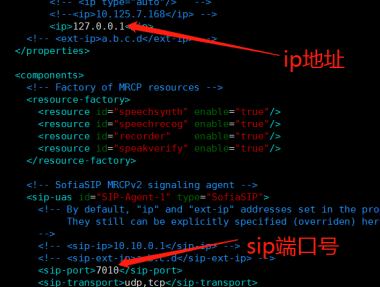 <!-- <ip type="auto"/> -->
<!--<ip>10.125.7.168</ip> -->
<ip>127.0.0.1</ip>
<!-- <ext-ip>a.b.c.d</ext-ip> -->
</properties>
ip地址
<components>
<!-- Factory of MRCP resources -->
<resource-factory>
<resource id="speechsynth" enable="true"/>
<resource id="speechrecog" enable="true"/>
<resource id="recorder" enable="true"/>
<resource id="speakverify" enable="true"/>
</resource-factory>
<!-- SofiaSIP MRCPv2 signaling agent -->
<sip-uas id="SIP-Agent-1" type="SofiaSIP">
<!-- By default, "ip" and "ext-ip" addresses set in the pro
They still can be explicitly specified (overriden) her
-->
<!-- <sip-ip>10.10.0.1</sip-ip> -->
<!-- <sip-ext-ip>a.b.c.d</sip-ext-ip> -->
sip端口号
<sip-port>7010</sip-port>
<sip-transport>udp,tcp</sip-transport>